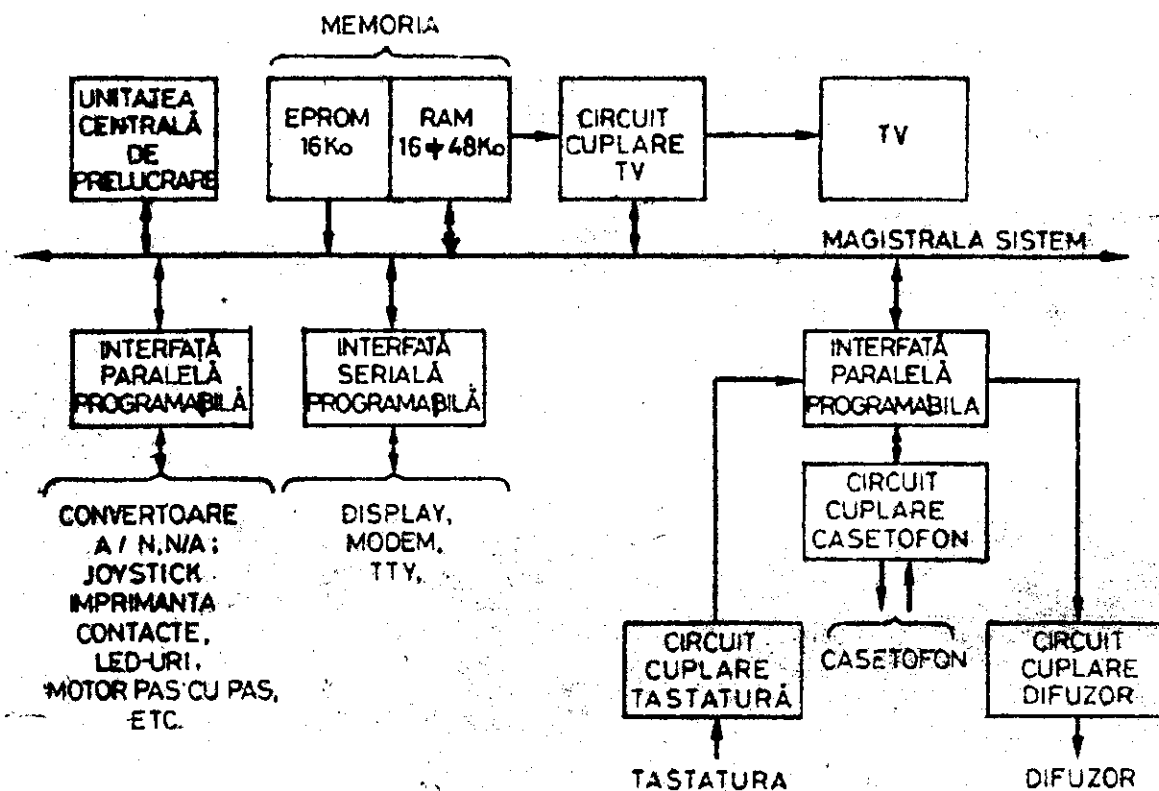 MEMORIA
UNITATEA
CENTRALĂ
DE
PRELUCRARE
EPROM
16Ko
RAM
16÷48Ko
CIRCUIT
CUPLARE
TV
TV
MAGISTRALA SISTEM
INTERFAȚĂ
PARALELĂ
PROGRAMABILĂ
INTERFAȚĂ
SERIALĂ
PROGRAMABILĂ
INTERFAȚĂ
PARALELĂ
PROGRAMABILA
CONVERTOARE
A/N,N/A;
JOYSTICK
IMPRIMANTA
CONTACTE,
LED-URI,
MOTOR PAS CU PAS,
ETC.
DISPLAY,
MODEM,
TTY,
CIRCUIT
CUPLARE
CASETOFON
CASETOFON
CIRCUIT
CUPLARE
TASTATURĂ
TASTATURA
CIRCUIT
CUPLARE
DIFUZOR
DIFUZOR